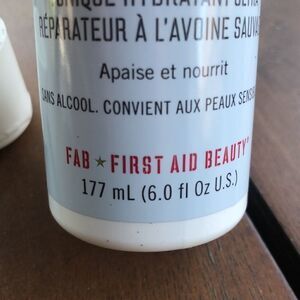 RÉPARATEUR À L'AVOINE
Apaise et nourrit
SANS ALCOOL. CONVIENT AUX PEAUX
FAB ★ FIRST AID BEAUTY®
177 mL (6.0 fl Oz U.S.)